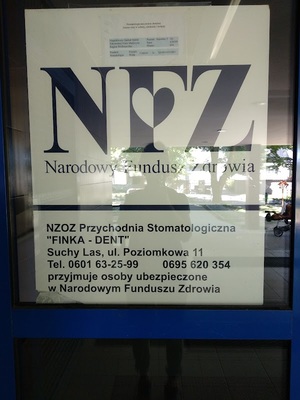 NFZ
Narodowy Fundusz Zdrowia
NZOZ Przychodnia Stomatologiczna
"FINKA - DENT"
Suchy Las, ul. Poziomkowa 11
Tel. 0601 63-25-99 0695 620 354
przyjmuje osoby ubezpieczone
w Narodowym Funduszu Zdrowia